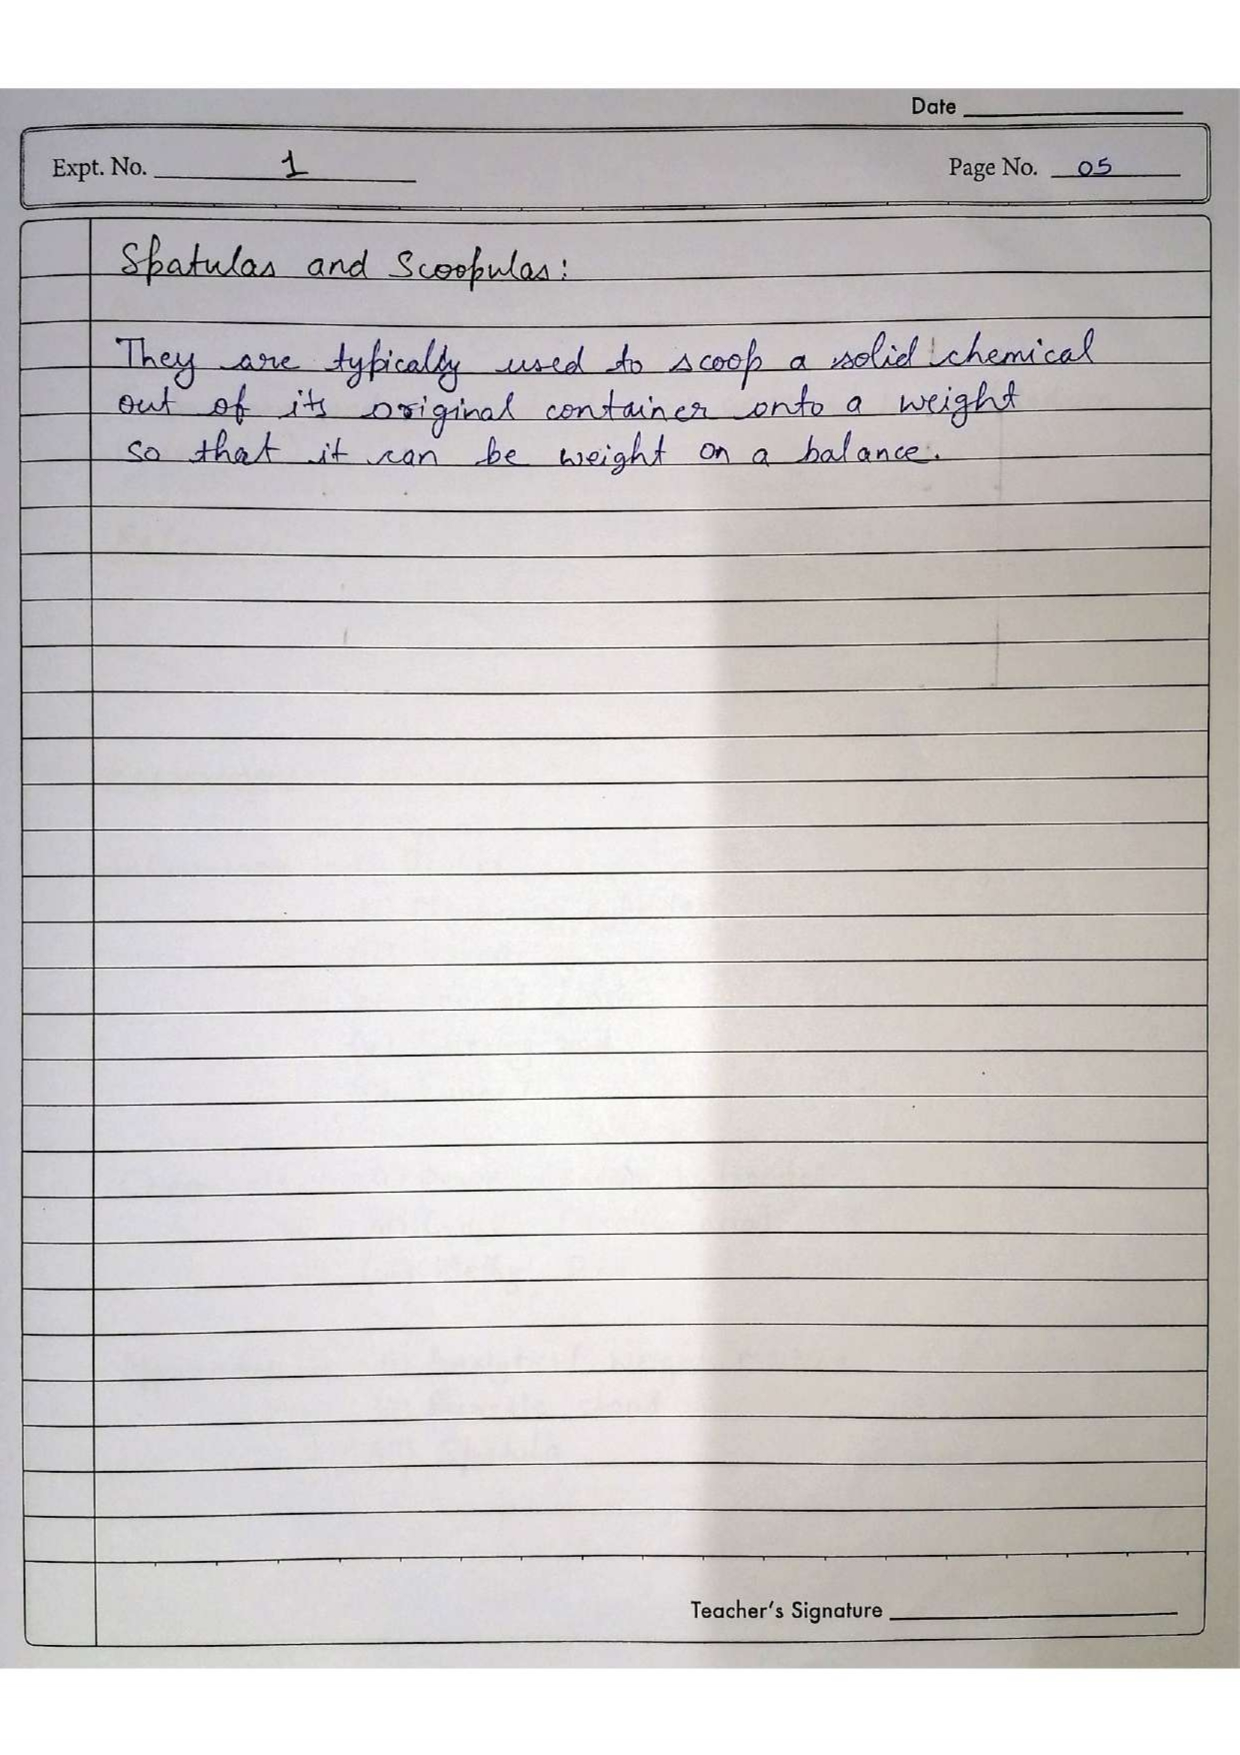 Date
Expt. No. 1
Page No. 05
Spatulas and Scoopulas:
They are typically used to scoop a solid chemical
out of its original container onto a weight
so that it can be weight on a balance.
Teacher's Signature